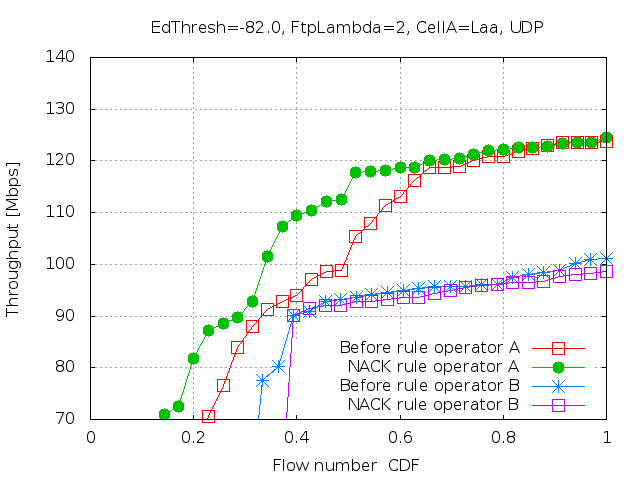 EdThresh=-82.0, FtpLambda=2, CellA=Laa, UDP
140
130
120
110
100
90
80
70
Throughput [Mbps]
Before rule operator A
NACK rule operator A
Before rule operator B
NACK rule operator B
0 0.2 0.4 0.6 0.8 1
Flow number  CDF